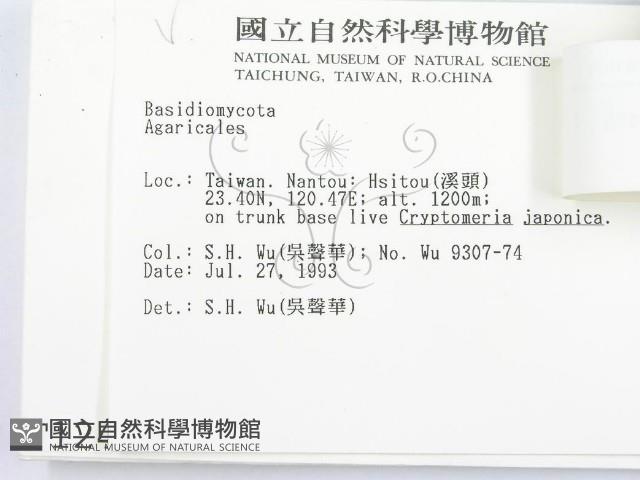 國立自然科學博物館
NATIONAL MUSEUM OF NATURAL SCIENCE
TAICHUNG, TAIWAN, R.O.CHINA
Basidiomycota
Agaricales
Loc.: Taiwan. Nantou: Hsitou(溪頭)
23.40N, 120.47E; alt. 1200m;
on trunk base live Cryptomeria japonica.
Col.: S.H. Wu(吳聲華); No. Wu 9307-74
Date: Jul. 27, 1993
Det.: S.H. Wu(吳聲華)
國立自然科學博物館
NATIONAL MUSEUM OF NATURAL SCIENCE